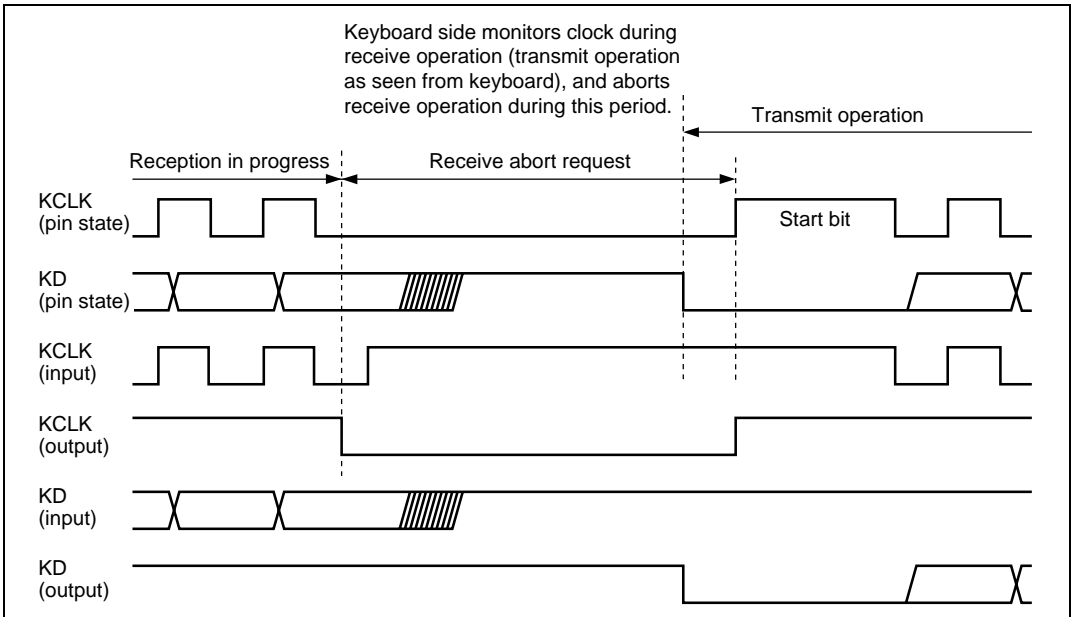 Keyboard side monitors clock during
receive operation (transmit operation
as seen from keyboard), and aborts
receive operation during this period.
Transmit operation
Reception in progress
Receive abort request
KCLK
(pin state)
Start bit
KD
(pin state)
KCLK
(input)
KCLK
(output)
KD
(input)
KD
(output)